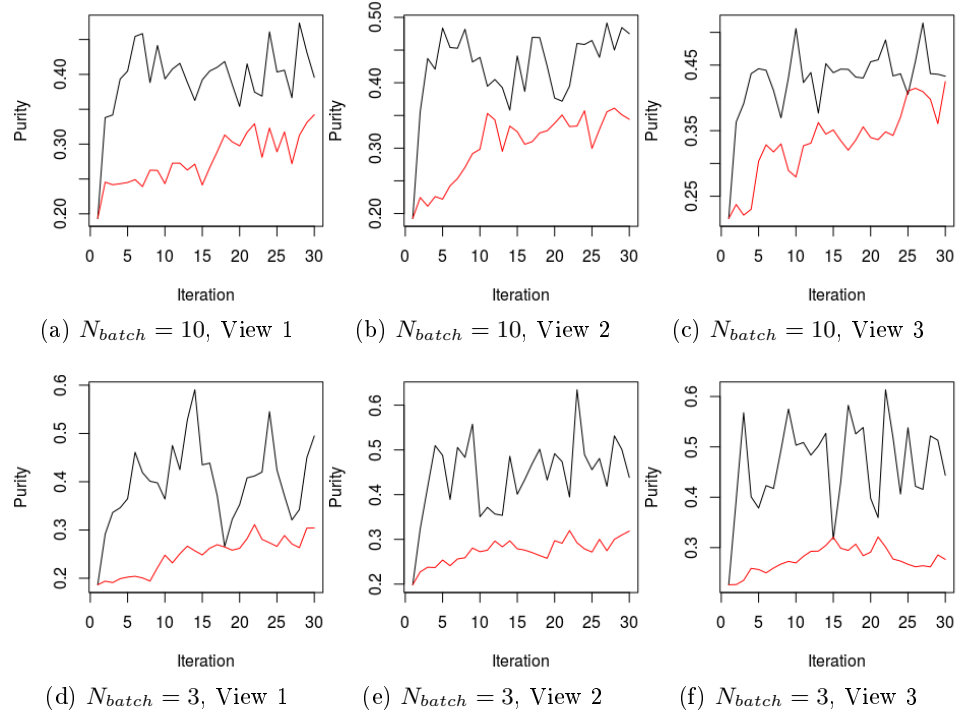 Purity
0.20 0.30 0.40
0 5 10 15 20 25 30
Iteration
(a) N_batch = 10, View 1
Purity
0.20 0.30 0.40 0.50
0 5 10 15 20 25 30
Iteration
(b) N_batch = 10, View 2
Purity
0.25 0.35 0.45
0 5 10 15 20 25 30
Iteration
(c) N_batch = 10, View 3
Purity
0.2 0.3 0.4 0.5 0.6
0 5 10 15 20 25 30
Iteration
(d) N_batch = 3, View 1
Purity
0.2 0.3 0.4 0.5 0.6
0 5 10 15 20 25 30
Iteration
(e) N_batch = 3, View 2
Purity
0.3 0.4 0.5 0.6
0 5 10 15 20 25 30
Iteration
(f) N_batch = 3, View 3